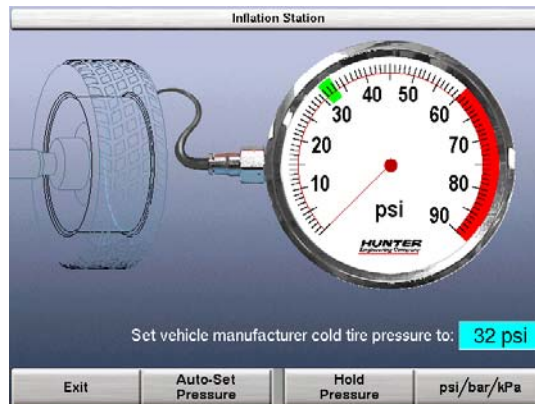 Inflation Station
10
20
30
40
50
60
70
80
90
psi
HUNTER
Engineering Company
Set vehicle manufacturer cold tire pressure to: 32 psi
Exit
Auto-Set
Pressure
Hold
Pressure
psi/bar/kPa